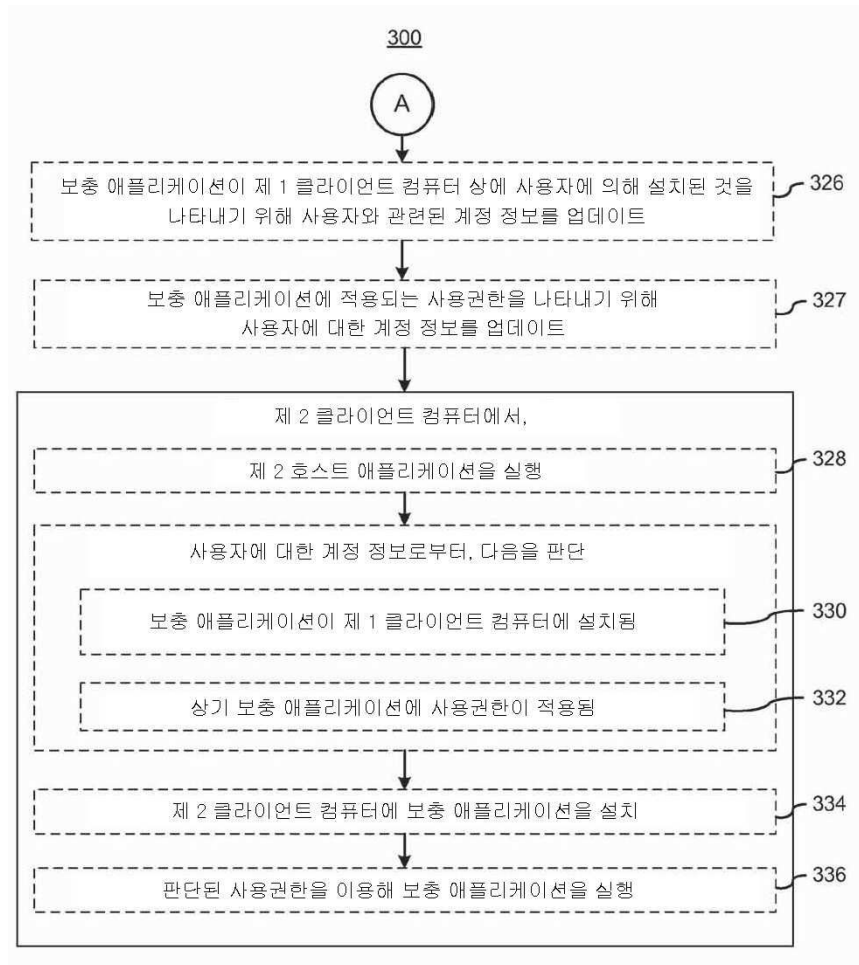 300
A
보충 애플리케이션이 제 1 클라이언트 컴퓨터 상에 사용자에 의해 설치된 것을
나타내기 위해 사용자와 관련된 계정 정보를 업데이트
326
보충 애플리케이션에 적용되는 사용권한을 나타내기 위해
사용자에 대한 계정 정보를 업데이트
327
제 2 클라이언트 컴퓨터에서,
제 2 호스트 애플리케이션을 실행
328
사용자에 대한 계정 정보로부터, 다음을 판단
보충 애플리케이션이 제 1 클라이언트 컴퓨터에 설치됨
330
상기 보충 애플리케이션에 사용권한이 적용됨
332
제 2 클라이언트 컴퓨터에 보충 애플리케이션을 설치
334
판단된 사용권한을 이용해 보충 애플리케이션을 실행
336